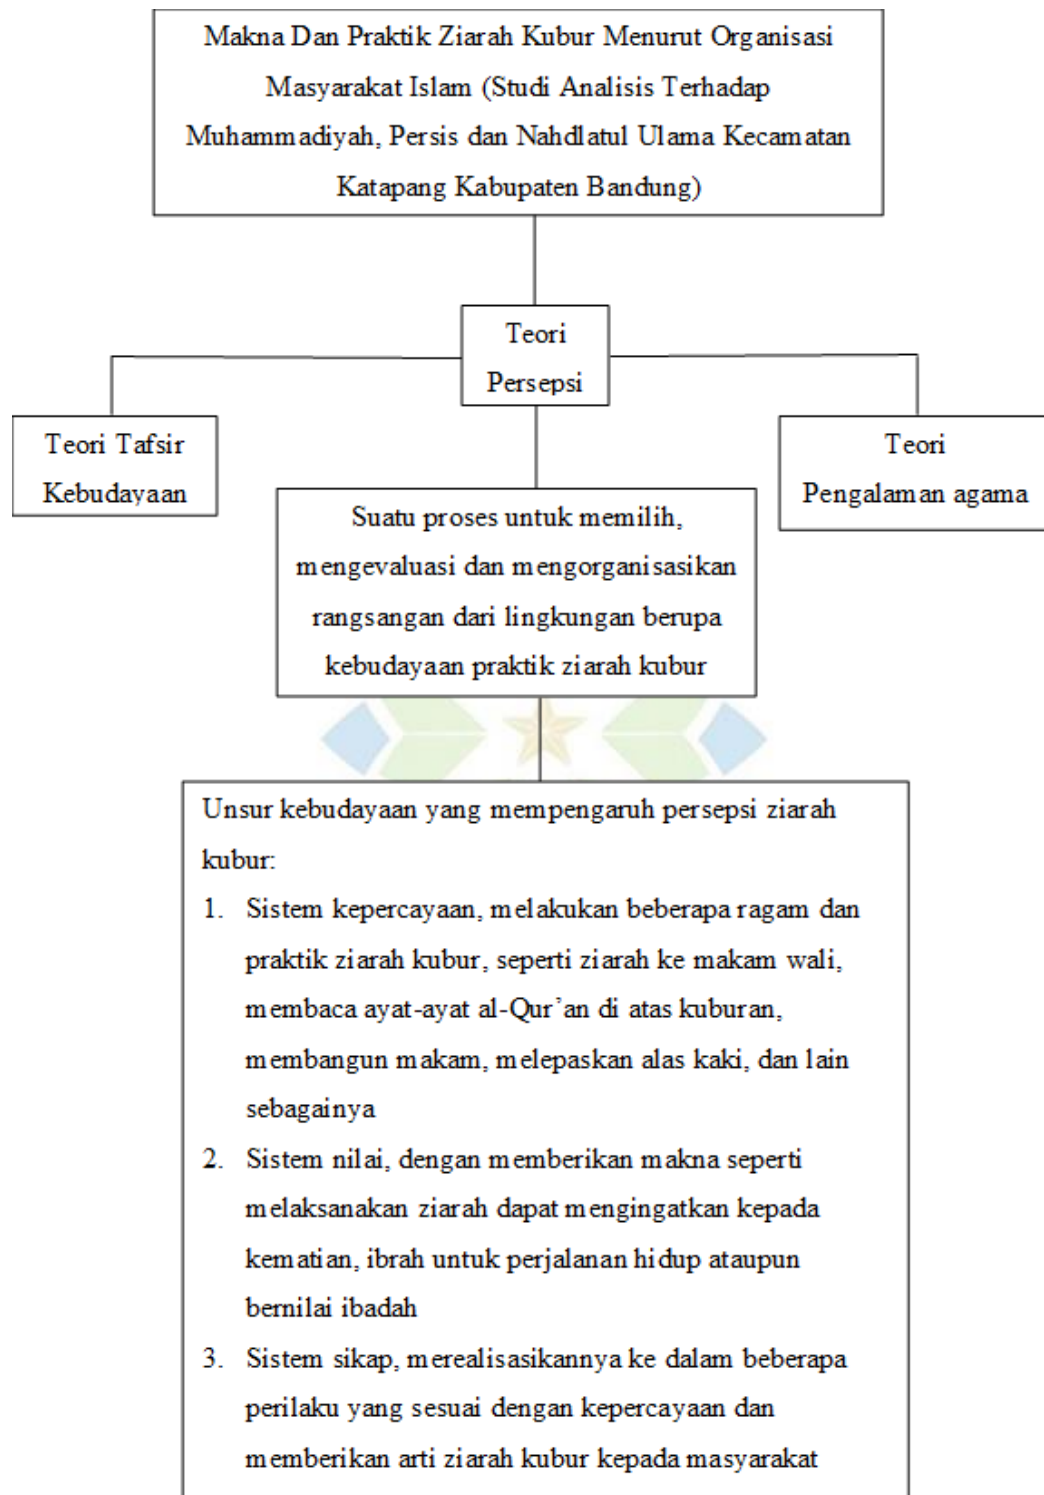 Makna Dan Praktik Ziarah Kubur Menurut Organisasi
Masyarakat Islam (Studi Analisis Terhadap
Muhammadiyah, Persis dan Nahdlatul Ulama Kecamatan
Katapang Kabupaten Bandung)
Teori
Persepsi
Teori Tafsir
Kebudayaan
Teori
Pengalaman agama
Suatu proses untuk memilih,
mengevaluasi dan mengorganisasikan
rangsangan dari lingkungan berupa
kebudayaan praktik ziarah kubur
Unsur kebudayaan yang mempengaruh persepsi ziarah
kubur:
1. Sistem kepercayaan, melakukan beberapa ragam dan
praktik ziarah kubur, seperti ziarah ke makam wali,
membaca ayat-ayat al-Qur’an di atas kuburan,
membangun makam, melepaskan alas kaki, dan lain
sebagainya
2. Sistem nilai, dengan memberikan makna seperti
melaksanakan ziarah dapat mengingatkan kepada
kematian, ibrah untuk perjalanan hidup ataupun
bernilai ibadah
3. Sistem sikap, merealisasikannya ke dalam beberapa
perilaku yang sesuai dengan kepercayaan dan
memberikan arti ziarah kubur kepada masyarakat